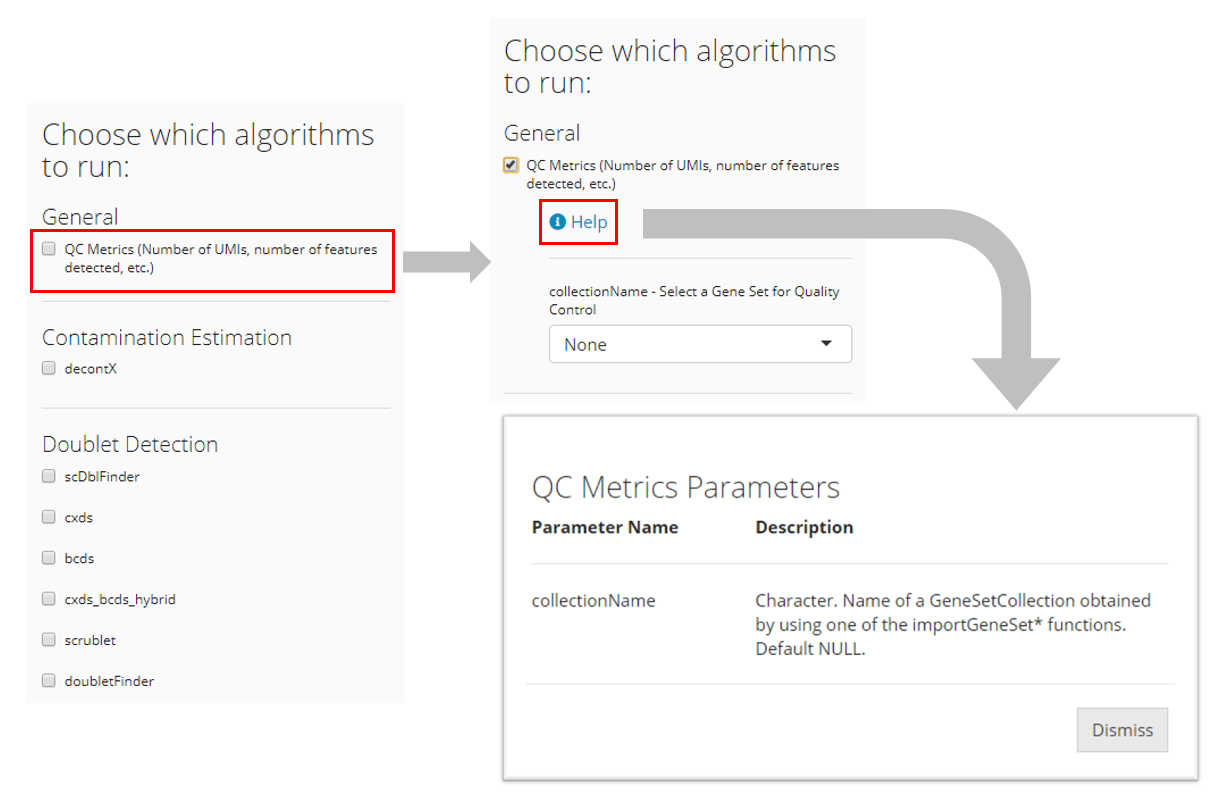 Choose which algorithms
to run:
General
QC Metrics (Number of UMIs, number of features
detected, etc.)
Contamination Estimation
decontX
Doublet Detection
scDblFinder
cxds
bcds
cxds_bcds_hybrid
scrublet
doubletFinder
Choose which algorithms
to run:
General
QC Metrics (Number of UMIs, number of features
detected, etc.)
Help
collectionName - Select a Gene Set for Quality
Control
None
QC Metrics Parameters
Parameter Name Description
collectionName Character. Name of a GeneSetCollection obtained
by using one of the importGeneSet* functions.
Default NULL.
Dismiss